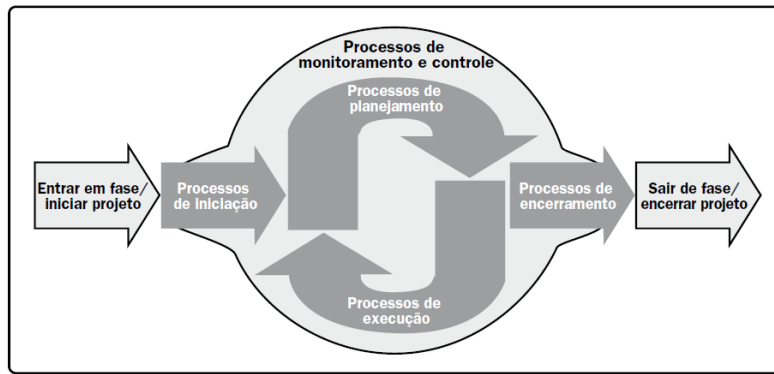 Processos de
monitoramento e controle
Processos de
planejamento
Entrar em fase/
iniciar projeto
Processos
de iniciação
Processos de
encerramento
Sair de fase/
encerrar projeto
Processos de
execução